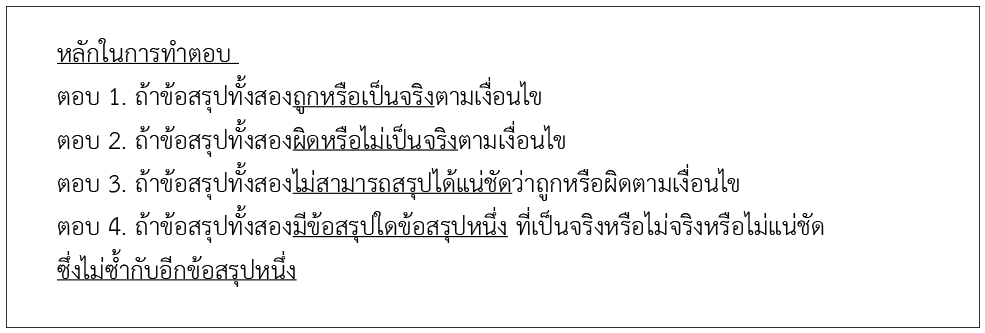 หลักในการทำตอบ
ตอบ 1. ถ้าข้อสรุปทั้งสองถูกหรือเป็นจริงตามเงื่อนไข
ตอบ 2. ถ้าข้อสรุปทั้งสองผิดหรือไม่เป็นจริงตามเงื่อนไข
ตอบ 3. ถ้าข้อสรุปทั้งสองไม่สามารถสรุปได้แน่ชัดว่าถูกหรือผิดตามเงื่อนไข
ตอบ 4. ถ้าข้อสรุปทั้งสองมีข้อสรุปใดข้อสรุปหนึ่ง ที่เป็นจริงหรือไม่จริงหรือไม่แน่ชัด
ซึ่งไม่ซ้ำกับอีกข้อสรุปหนึ่ง